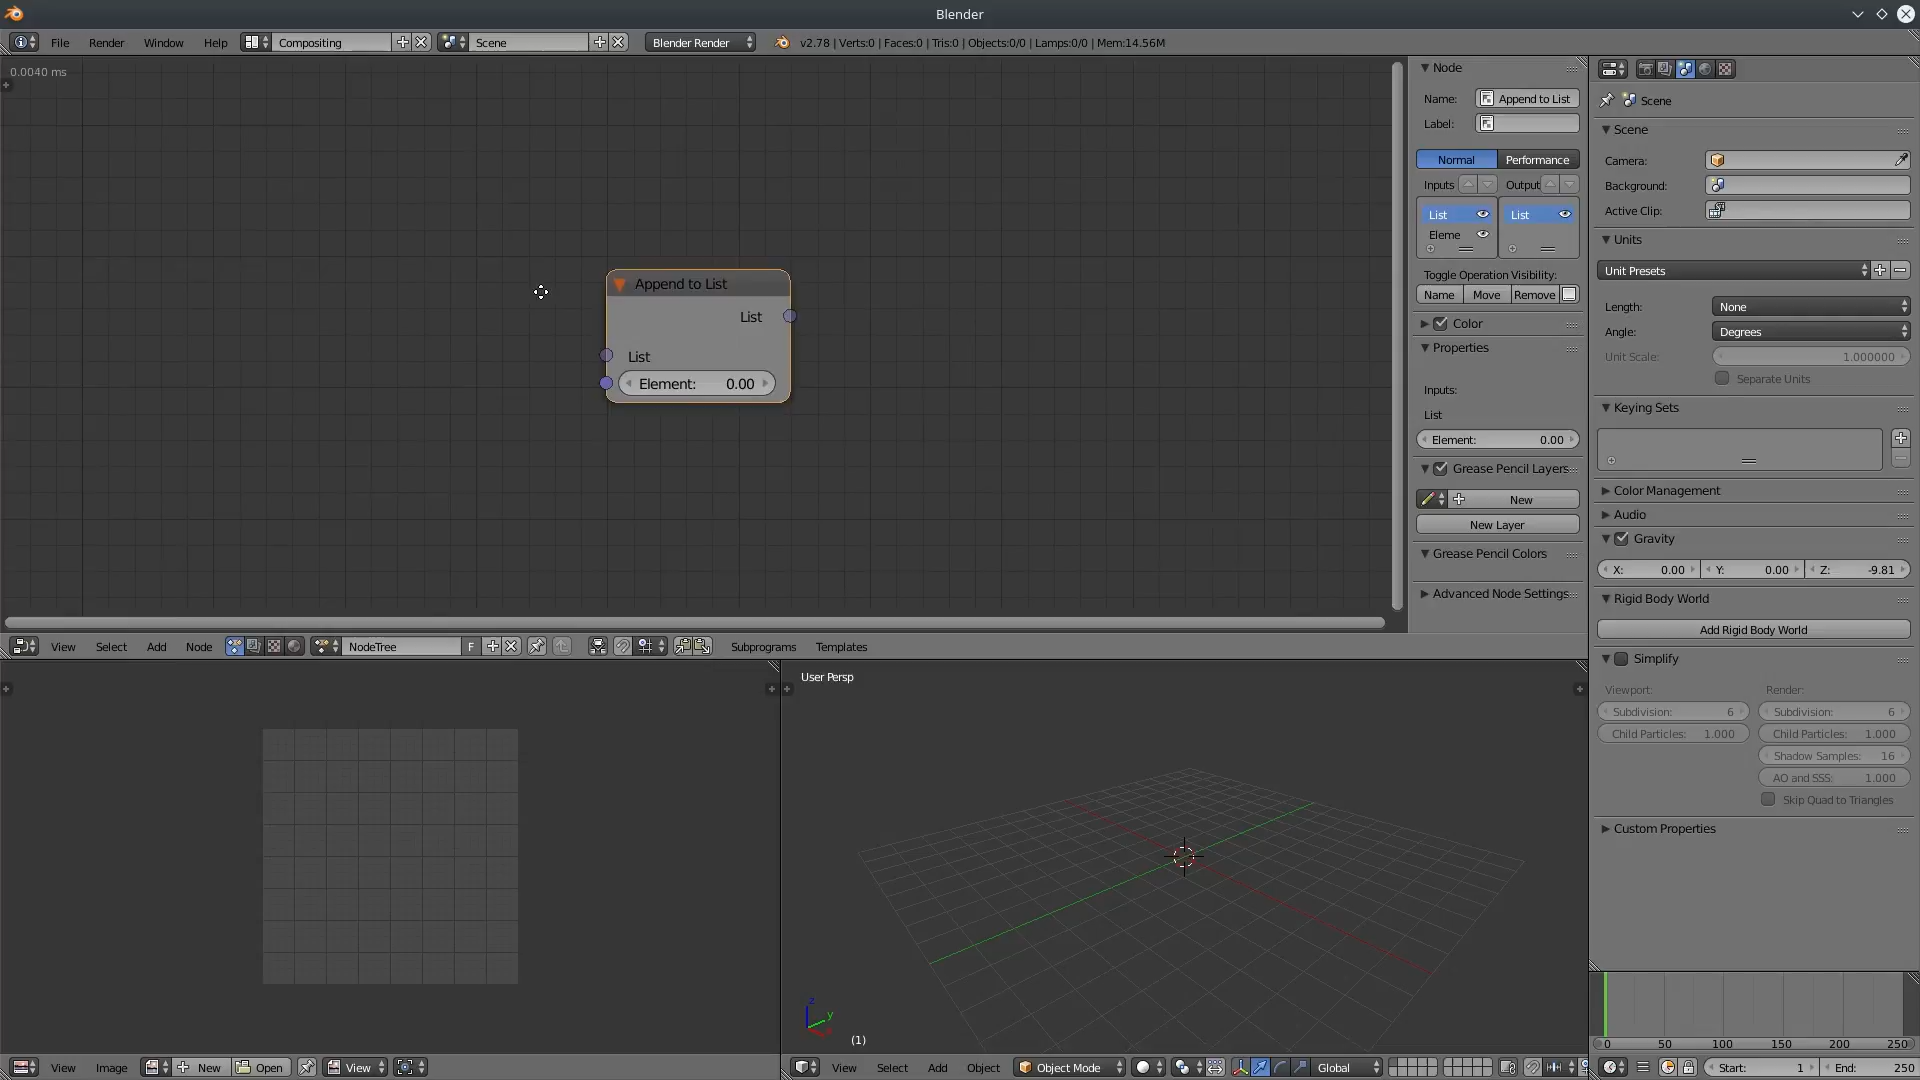 Blender
File Render Window Help Compositing Scene Blender Render v2.78 | Verts:0 | Faces:0 | Tris:0 | Objects:0/0 | Lamps:0/0 | Mem:14.56M
0.0040 ms
Append to List
List
List
Element: 0.00
Node
Name: Append to List
Label:
Normal Performance
Inputs Output
List List
Eleme
Toggle Operation Visibility:
Name Move Remove
Color
Properties
Inputs:
List
Element: 0.00
Grease Pencil Layers
New
New Layer
Grease Pencil Colors
Advanced Node Settings
Scene
Scene
Camera:
Background:
Active Clip:
Units
Unit Presets
Length: None
Angle: Degrees
Unit Scale: 1.000000
Separate Units
Keying Sets
Color Management
Audio
Gravity
X: 0.00 Y: 0.00 Z: -9.81
Rigid Body World
Add Rigid Body World
Simplify
Viewport: Render:
Subdivision: 6 Subdivision: 6
Child Particles: 1.000 Child Particles: 1.000
Shadow Samples: 16
AO and SSS: 1.000
Skip Quad to Triangles
Custom Properties
View Select Add Node NodeTree F Subprograms Templates
User Persp
z
y
x
(1)
0 50 100 150 200 250
View Image New Open View
View Select Add Object Object Mode Global
Start: 1 End: 250